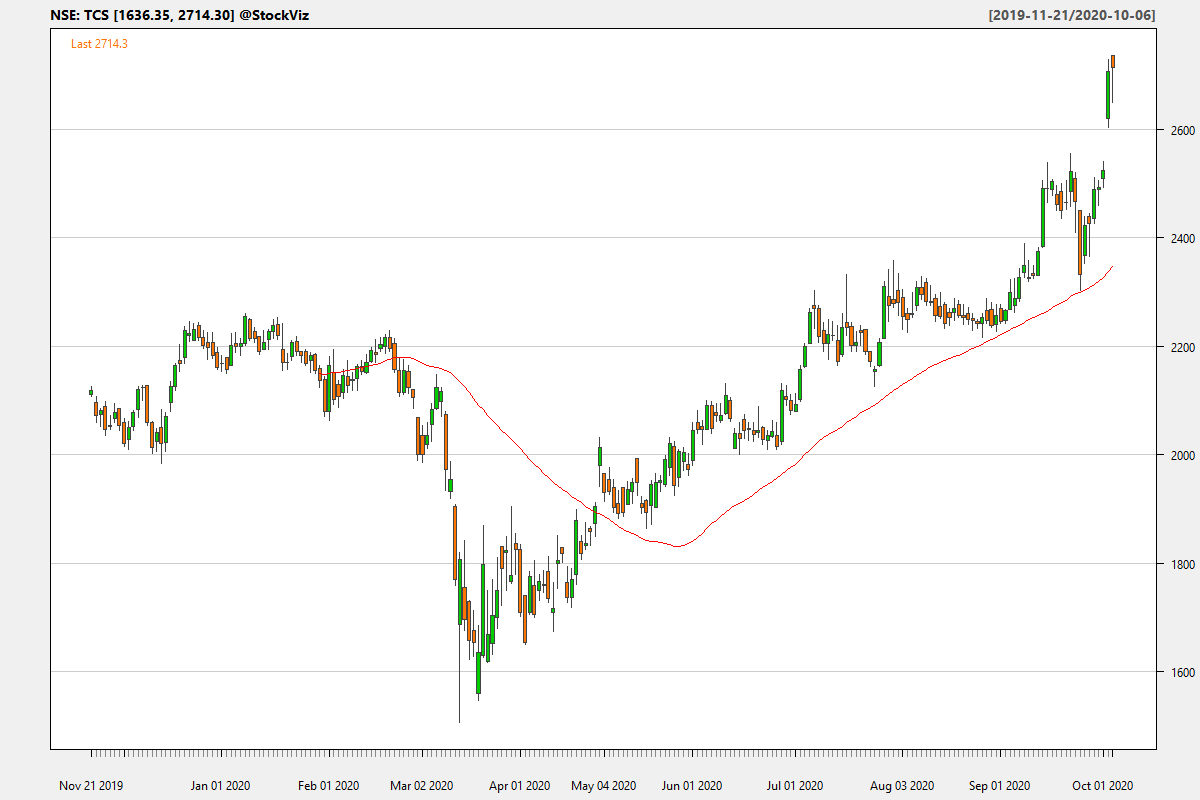 NSE: TCS [1636.35, 2714.30] @StockViz
[2019-11-21/2020-10-06]
Last 2714.3
2600
2400
2200
2000
1800
1600
Nov 21 2019
Jan 01 2020
Feb 01 2020
Mar 02 2020
Apr 01 2020
May 04 2020
Jun 01 2020
Jul 01 2020
Aug 03 2020
Sep 01 2020
Oct 01 2020